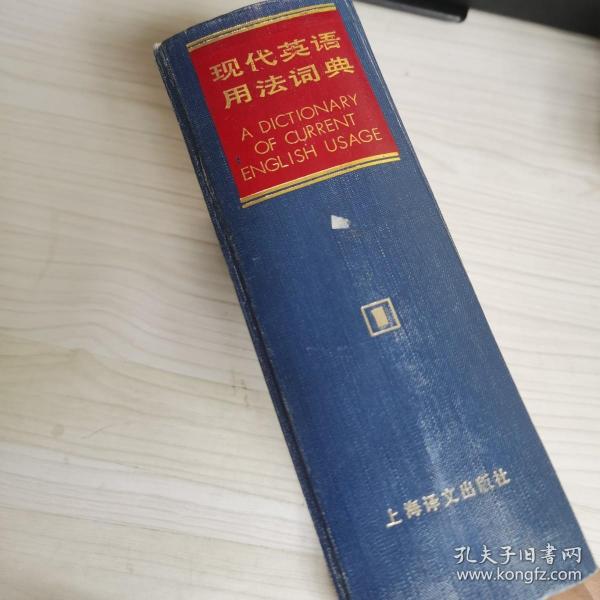 现代英语
用法词典
A DICTIONARY
OF CURRENT
ENGLISH USAGE
上海译文出版社
孔夫子旧书网
www.kongfz.com